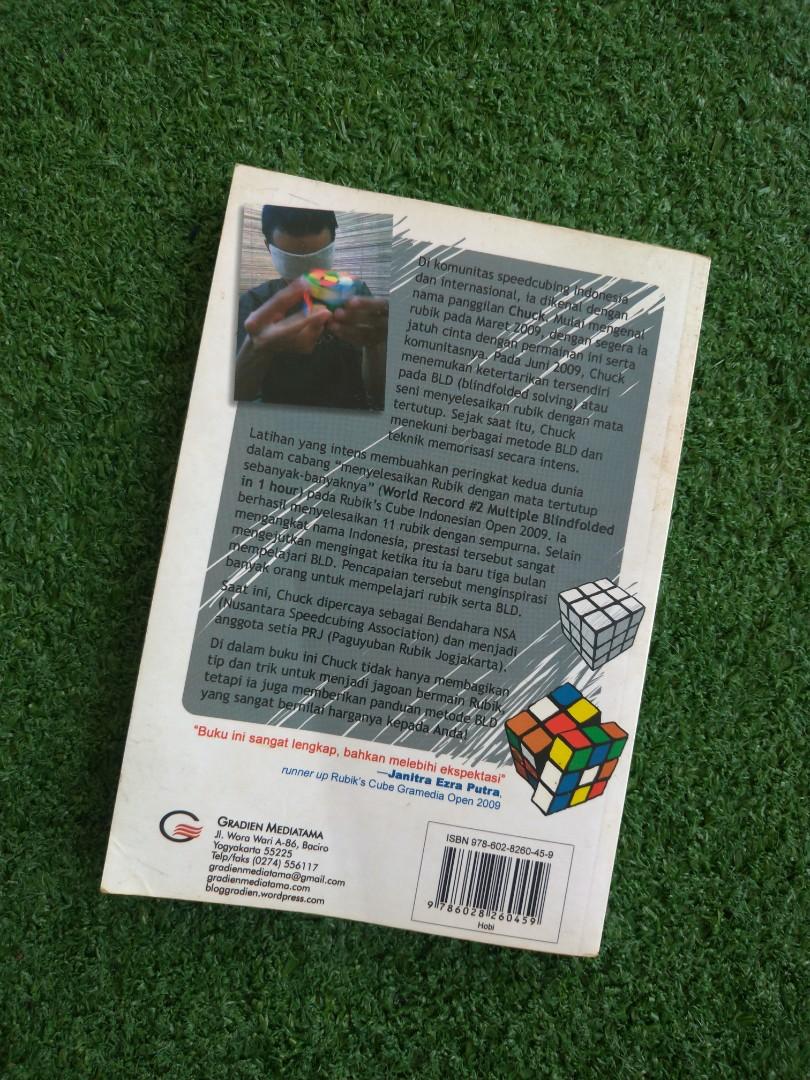 Di komunitas speedcubing Indonesia
dan internasional, ia dikenal dengan
nama panggilan Chuck. Mulai mengenal
rubik pada Maret 2009, dengan segera ia
jatuh cinta dengan permainan ini serta
komunitasnya. Pada Juni 2009, Chuck
menemukan ketertarikan tersendiri
pada BLD (blindfolded solving) atau
seni menyelesaikan rubik dengan mata
tertutup. Sejak saat itu, Chuck
menekuni berbagai metode BLD dan
teknik memorisasi secara intens.
Latihan yang intens membuahkan peringkat kedua dunia
dalam cabang "menyelesaikan Rubik dengan mata tertutup
sebanyak-banyaknya" (World Record #2 Multiple Blindfolded
in 1 hour) pada Rubik's Cube Indonesian Open 2009. Ia
berhasil menyelesaikan 11 rubik dengan sempurna. Selain
mengangkat nama Indonesia, prestasi tersebut sangat
mengejutkan mengingat ketika itu ia baru tiga bulan
mempelajari BLD. Pencapaian tersebut menginspirasi
banyak orang untuk mempelajari rubik serta BLD.
Saat ini, Chuck dipercaya sebagai Bendahara NSA
(Nusantara Speedcubing Association) dan menjadi
anggota setia PRJ (Paguyuban Rubik Jogjakarta).
Di dalam buku ini Chuck tidak hanya membagikan
tip dan trik untuk menjadi jagoan bermain Rubik,
tetapi ia juga memberikan panduan metode BLD
yang sangat bernilai harganya kepada Anda!
"Buku ini sangat lengkap, bahkan melebihi ekspektasi"
—Janitra Ezra Putra,
runner up Rubik's Cube Gramedia Open 2009
GRADIEN MEDIATAMA
Jl. Wora Wari A-86, Baciro
Yogyakarta 55225
Telp/faks (0274) 556117
gradienmediatama@gmail.com
gradienmediatama.com
bloggradien.wordpress.com
ISBN 978-602-8260-45-9
9 786028 260459
Hobi